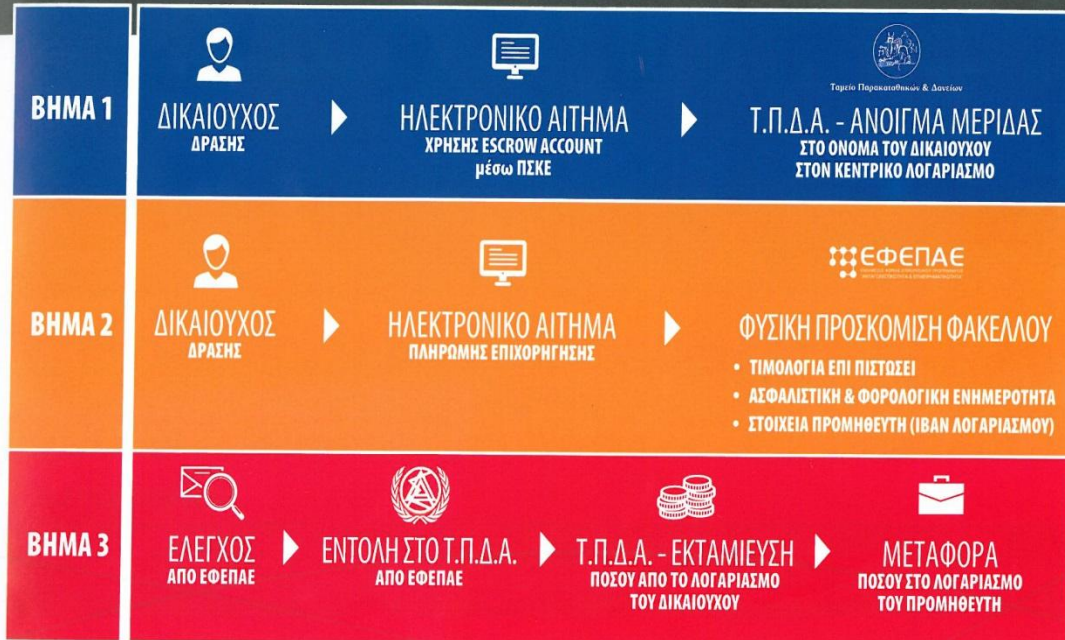 ΒΗΜΑ 1
ΔΙΚΑΙΟΥΧΟΣ
ΔΡΑΣΗΣ
ΗΛΕΚΤΡΟΝΙΚΟ ΑΙΤΗΜΑ
ΧΡΗΣΗΣ ESCROW ACCOUNT
μέσω ΠΣΚΕ
Ταμείο Παρακαταθηκών & Δανείων
Τ.Π.Δ.Α. - ΑΝΟΙΓΜΑ ΜΕΡΙΔΑΣ
ΣΤΟ ΟΝΟΜΑ ΤΟΥ ΔΙΚΑΙΟΥΧΟΥ
ΣΤΟΝ ΚΕΝΤΡΙΚΟ ΛΟΓΑΡΙΑΣΜΟ
ΒΗΜΑ 2
ΔΙΚΑΙΟΥΧΟΣ
ΔΡΑΣΗΣ
ΗΛΕΚΤΡΟΝΙΚΟ ΑΙΤΗΜΑ
ΠΛΗΡΩΜΗΣ ΕΠΙΧΟΡΗΓΗΣΗΣ
ΕΦΕΠΑΕ
ΦΥΣΙΚΗ ΠΡΟΣΚΟΜΙΣΗ ΦΑΚΕΛΛΟΥ
• ΤΙΜΟΛΟΓΙΑ ΕΠΙ ΠΙΣΤΩΣΕΙ
• ΑΣΦΑΛΙΣΤΙΚΗ & ΦΟΡΟΛΟΓΙΚΗ ΕΝΗΜΕΡΟΤΗΤΑ
• ΣΤΟΙΧΕΙΑ ΠΡΟΜΗΘΕΥΤΗ (ΙΒΑΝ ΛΟΓΑΡΙΑΣΜΟΥ)
ΒΗΜΑ 3
ΕΛΕΓΧΟΣ
ΑΠΟ ΕΦΕΠΑΕ
ΕΝΤΟΛΗ ΣΤΟ Τ.Π.Δ.Α.
ΑΠΟ ΕΦΕΠΑΕ
Τ.Π.Δ.Α. - ΕΚΤΑΜΙΕΥΣΗ
ΠΟΣΟΥ ΑΠΟ ΤΟ ΛΟΓΑΡΙΑΣΜΟ
ΤΟΥ ΔΙΚΑΙΟΥΧΟΥ
ΜΕΤΑΦΟΡΑ
ΠΟΣΟΥ ΣΤΟ ΛΟΓΑΡΙΑΣΜΟ
ΤΟΥ ΠΡΟΜΗΘΕΥΤΗ